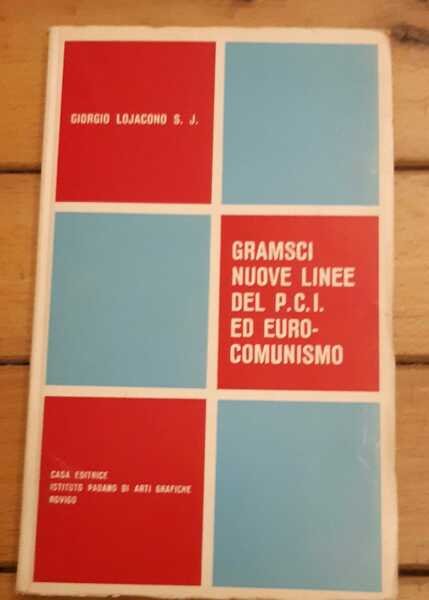 GIORGIO LOJACONO S. J.
GRAMSCI
NUOVE LINEE
DEL P.C.I.
ED EURO-
COMUNISMO
CASA EDITRICE
ISTITUTO PADANO DI ARTI GRAFICHE
ROVIGO